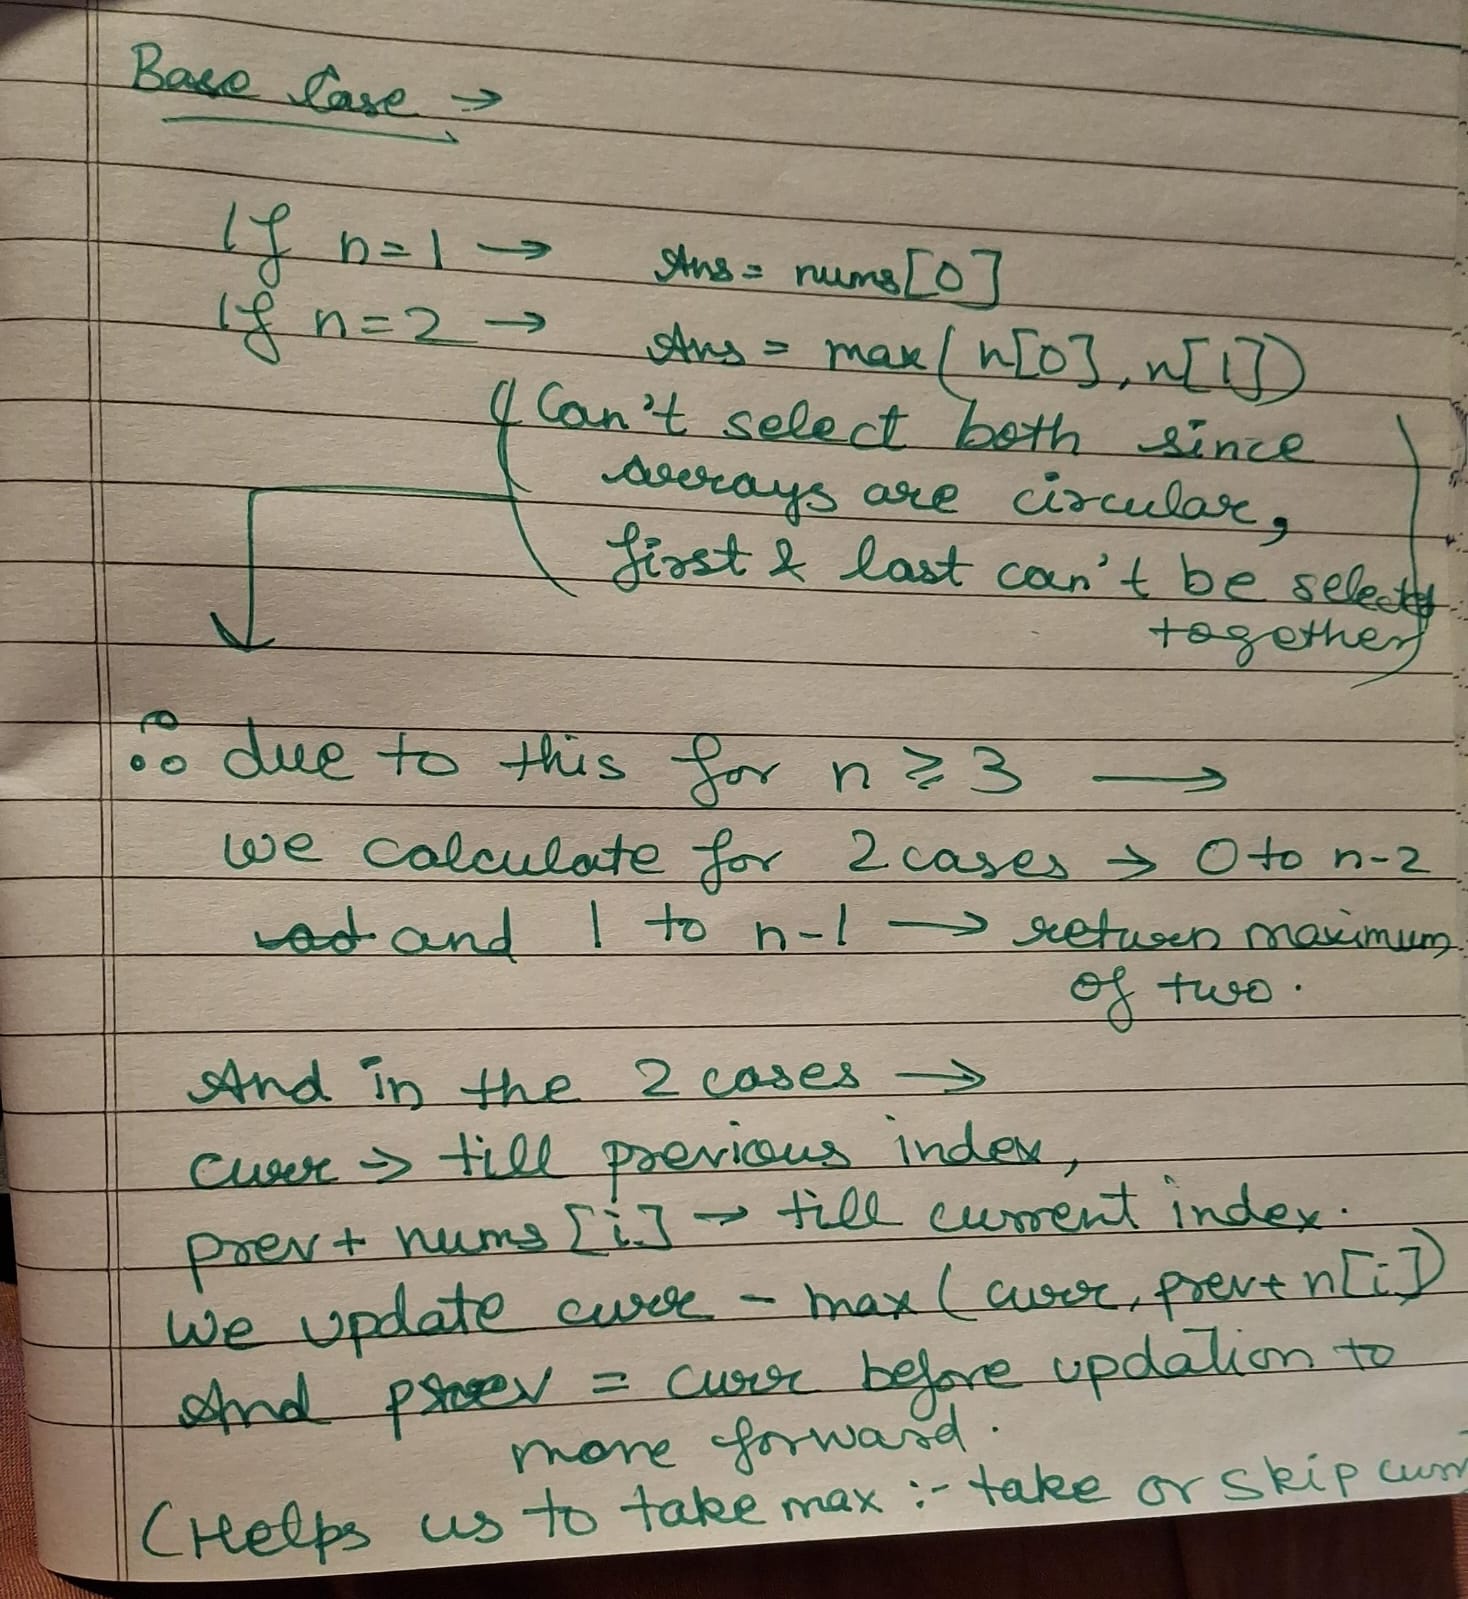 Base Case →
If n=1 → Ans = nums[0]
If n=2 → Ans = max(n[0], n[1])
(Can't select both since
arrays are circular,
first & last can't be selected
together)
∴ due to this for n ≥ 3 →
we calculate for 2 cases → 0 to n-2
and 1 to n-1 → return maximum
of two.
And in the 2 cases →
curr → till previous index,
prev + nums[i] → till current index.
We update curr - max(curr, prev+n[i])
And prev = curr before updation to
move forward.
(Helps us to take max :- take or skip curr